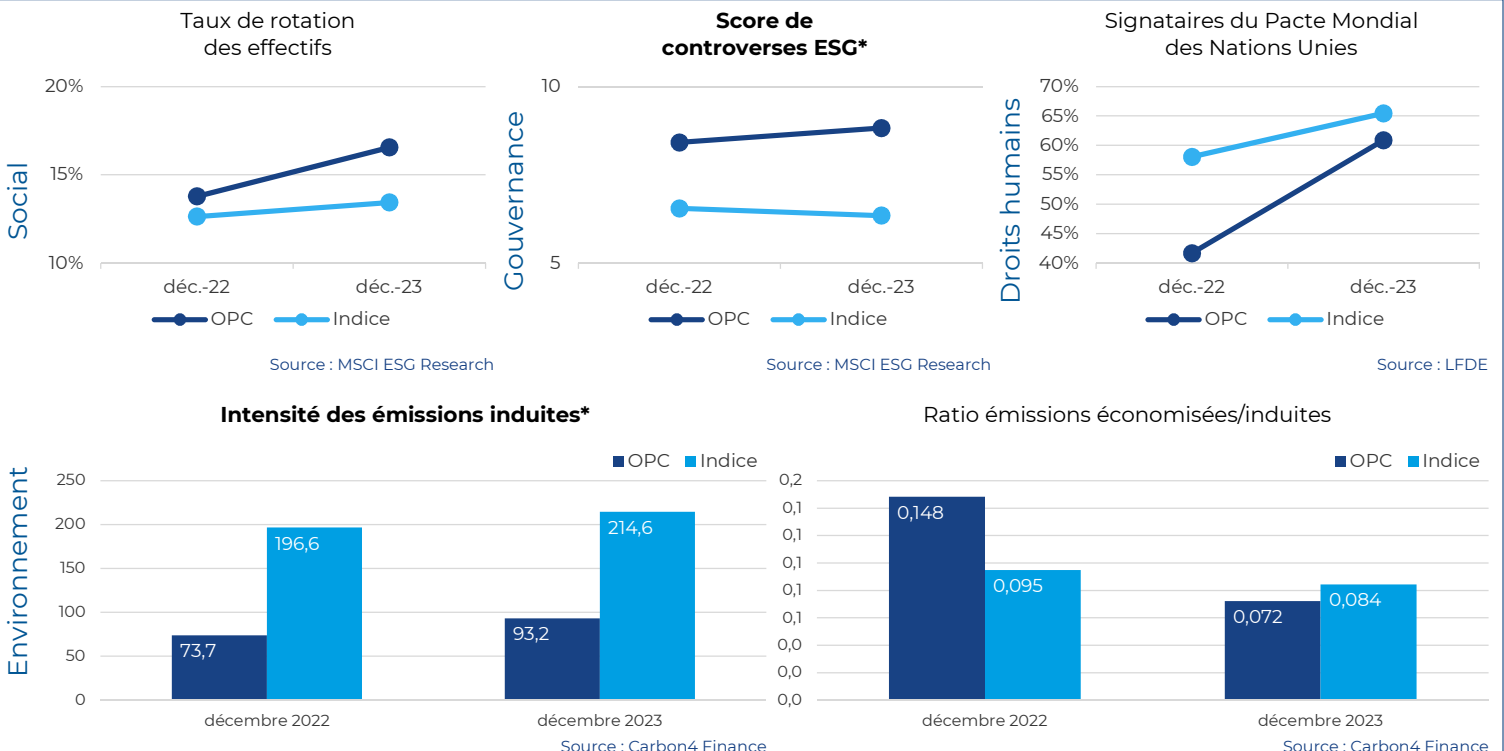 Taux de rotation
des effectifs
Social
20%
15%
10%
déc.-22
déc.-23
OPC
Indice
Source : MSCI ESG Research
Score de
controverses ESG*
Gouvernance
10
5
déc.-22
déc.-23
OPC
Indice
Source : MSCI ESG Research
Signataires du Pacte Mondial
des Nations Unies
Droits humains
70%
65%
60%
55%
50%
45%
40%
déc.-22
déc.-23
OPC
Indice
Source : LFDE
Environnement
Intensité des émissions induites*
OPC
Indice
250
200
150
100
50
0
73,7
196,6
93,2
214,6
décembre 2022
décembre 2023
Source : Carbon4 Finance
Ratio émissions économisées/induites
OPC
Indice
0,2
0,1
0,1
0,1
0,1
0,1
0,0
0,0
0,0
0,148
0,095
0,072
0,084
décembre 2022
décembre 2023
Source : Carbon4 Finance